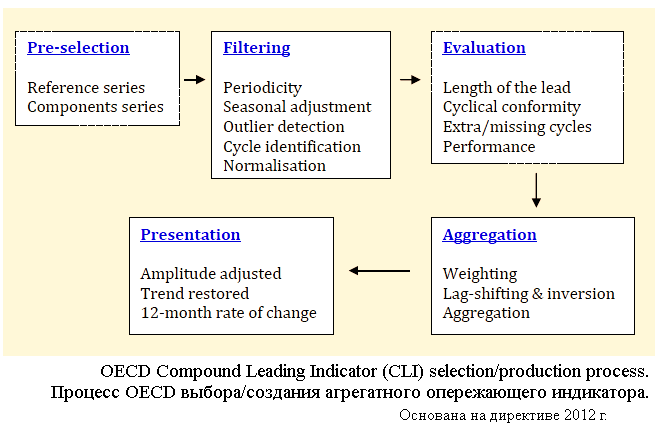 Pre-selection
Reference series
Components series
Filtering
Periodicity
Seasonal adjustment
Outlier detection
Cycle identification
Normalisation
Evaluation
Length of the lead
Cyclical conformity
Extra/missing cycles
Performance
Aggregation
Weighting
Lag-shifting & inversion
Aggregation
Presentation
Amplitude adjusted
Trend restored
12-month rate of change
OECD Compound Leading Indicator (CLI) selection/production process.
Процесс OECD выбора/создания агрегатного опережающего индикатора.
Основана на директиве 2012 г.